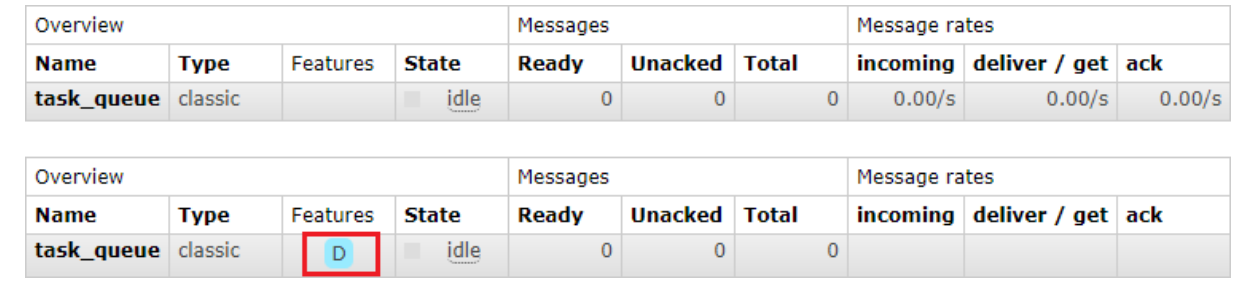 Overview Messages Message rates
Name Type Features State Ready Unacked Total incoming deliver / get ack
task_queue classic idle 0 0 0 0.00/s 0.00/s 0.00/s
Overview Messages Message rates
Name Type Features State Ready Unacked Total incoming deliver / get ack
task_queue classic D idle 0 0 0